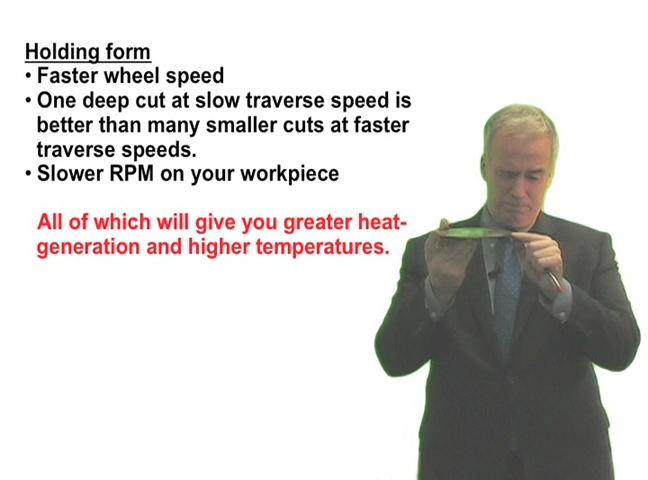 Holding form
• Faster wheel speed
• One deep cut at slow traverse speed is
better than many smaller cuts at faster
traverse speeds.
• Slower RPM on your workpiece
All of which will give you greater heat-
generation and higher temperatures.